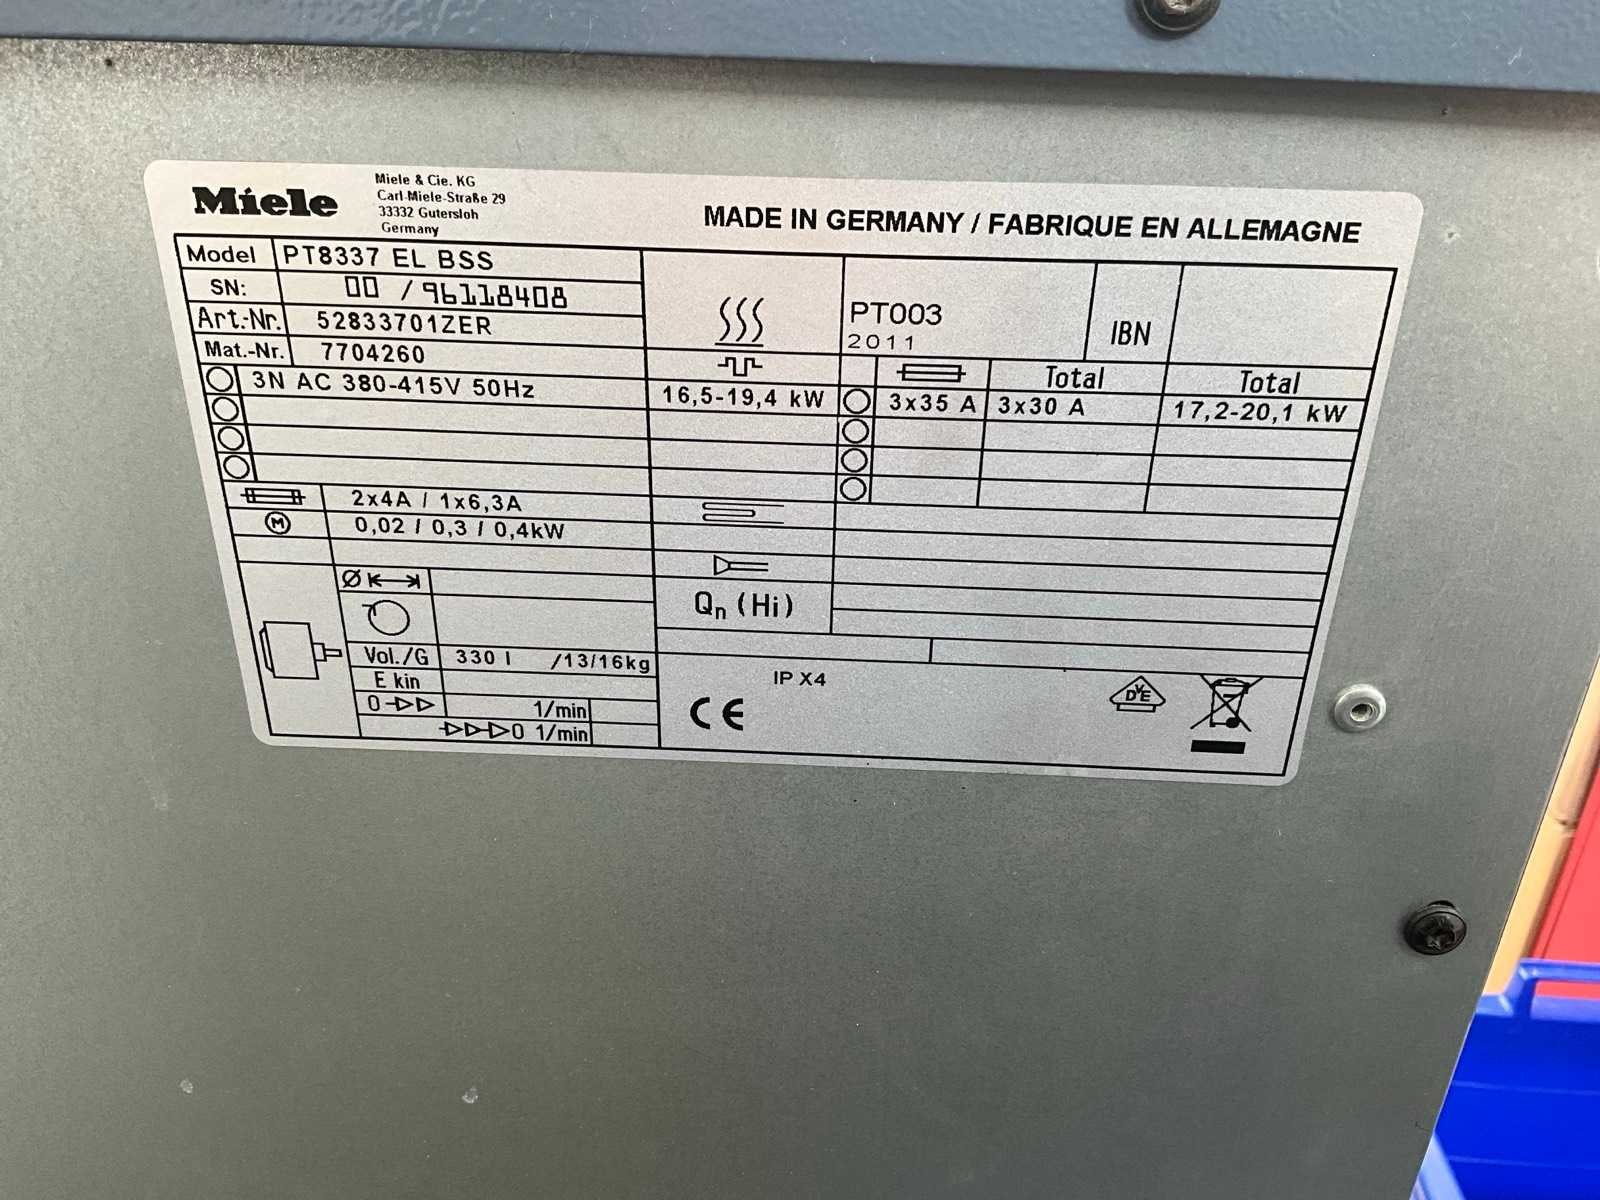 Miele
Miele & Cie. KG
Carl-Miele-Straße 29
33332 Gutersloh
Germany
MADE IN GERMANY / FABRIQUE EN ALLEMAGNE
Model PT8337 EL BSS
SN: 00 /96118408
Art.-Nr. 52833701ZER
Mat.-Nr. 7704260
PT003
2011
IBN
Total Total
3N AC 380-415V 50Hz 16,5-19,4 kW 3x35 A 3x30 A 17,2-20,1 kW
2x4A / 1x6,3A
M 0,02 / 0,3 / 0,4kW
Ø
Qn (Hi)
Vol./G 330 l /13/16kg
E kin
0 1/min
0 1/min
IP X4
CE
DVE